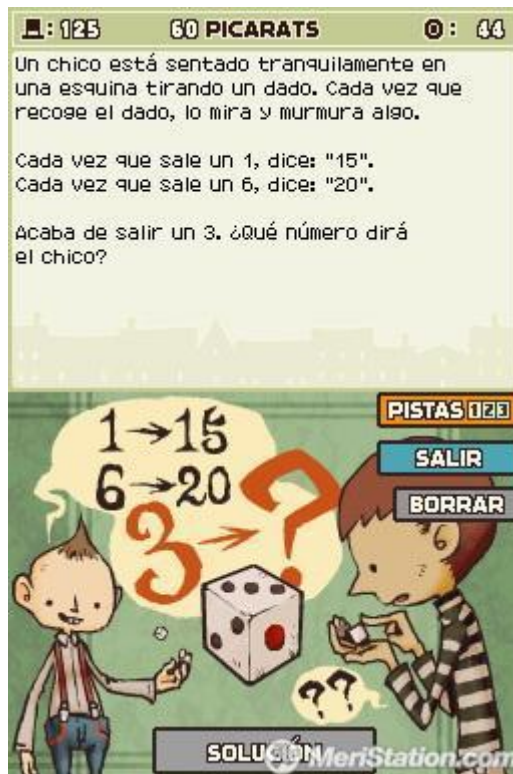 : 125 60 PICARATS : 44
Un chico está sentado tranquilamente en
una esquina tirando un dado. Cada vez que
recoge el dado, lo mira y murmura algo.
Cada vez que sale un 1, dice: "15".
Cada vez que sale un 6, dice: "20".
Acaba de salir un 3. ¿Qué número dirá
el chico?
PISTAS 123
SALIR
BORRAR
1→15
6→20
3→?
??
SOLUCIÓN
MeriStation.com